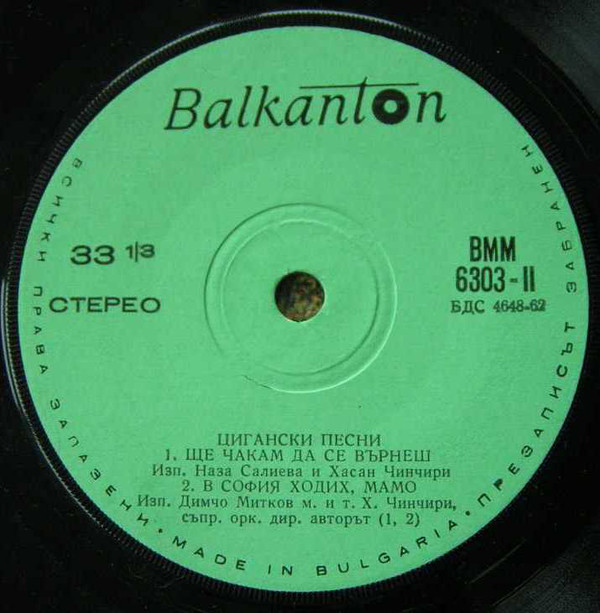 Balkanton
33 1/3
СТЕРЕО
ВММ
6303-II
БДС 4648-62
ЦИГАНСКИ ПЕСНИ
1. ЩЕ ЧАКАМ ДА СЕ ВЪРНЕШ
Изп. Наза Салиева и Хасан Чинчири
2. В СОФИЯ ХОДИХ, МАМО
Изп. Димчо Митков м. и т. Х. Чинчири,
съпр. орк. дир. авторът (1, 2)
ВСИЧКИ ПРАВА ЗАПАЗЕНИ · MADE IN BULGARIA · ПРЕЗАПИСЪТ ЗАБРАНЕН